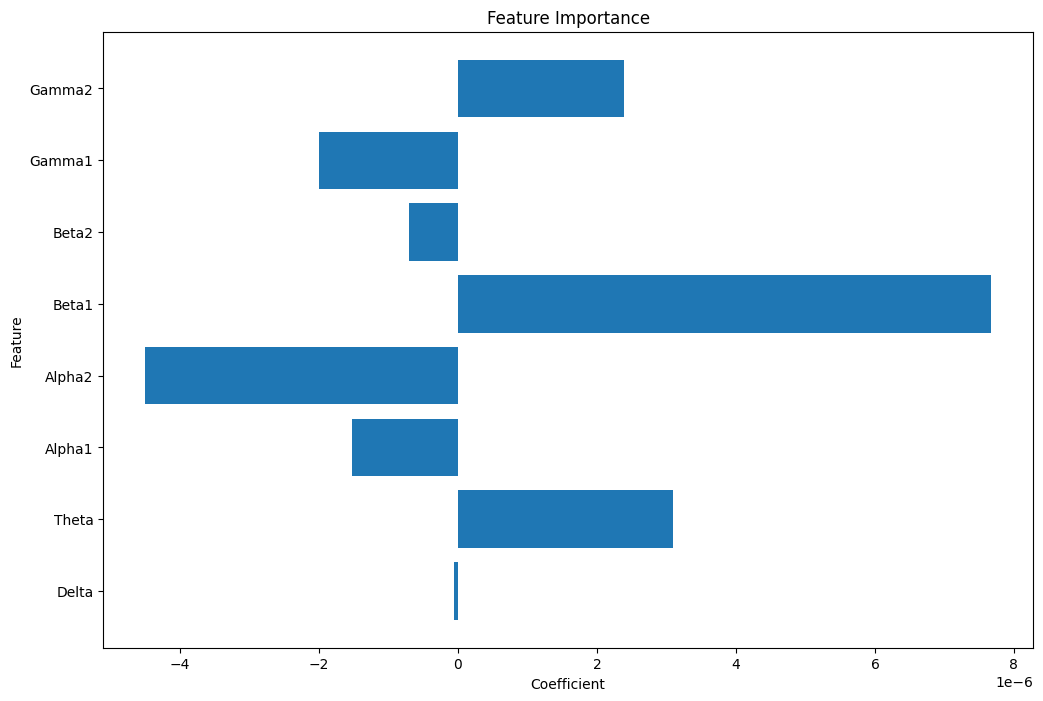 Feature Importance
Gamma2
Gamma1
Beta2
Beta1
Alpha2
Alpha1
Theta
Delta
Feature
−4 −2 0 2 4 6 8
1e−6
Coefficient